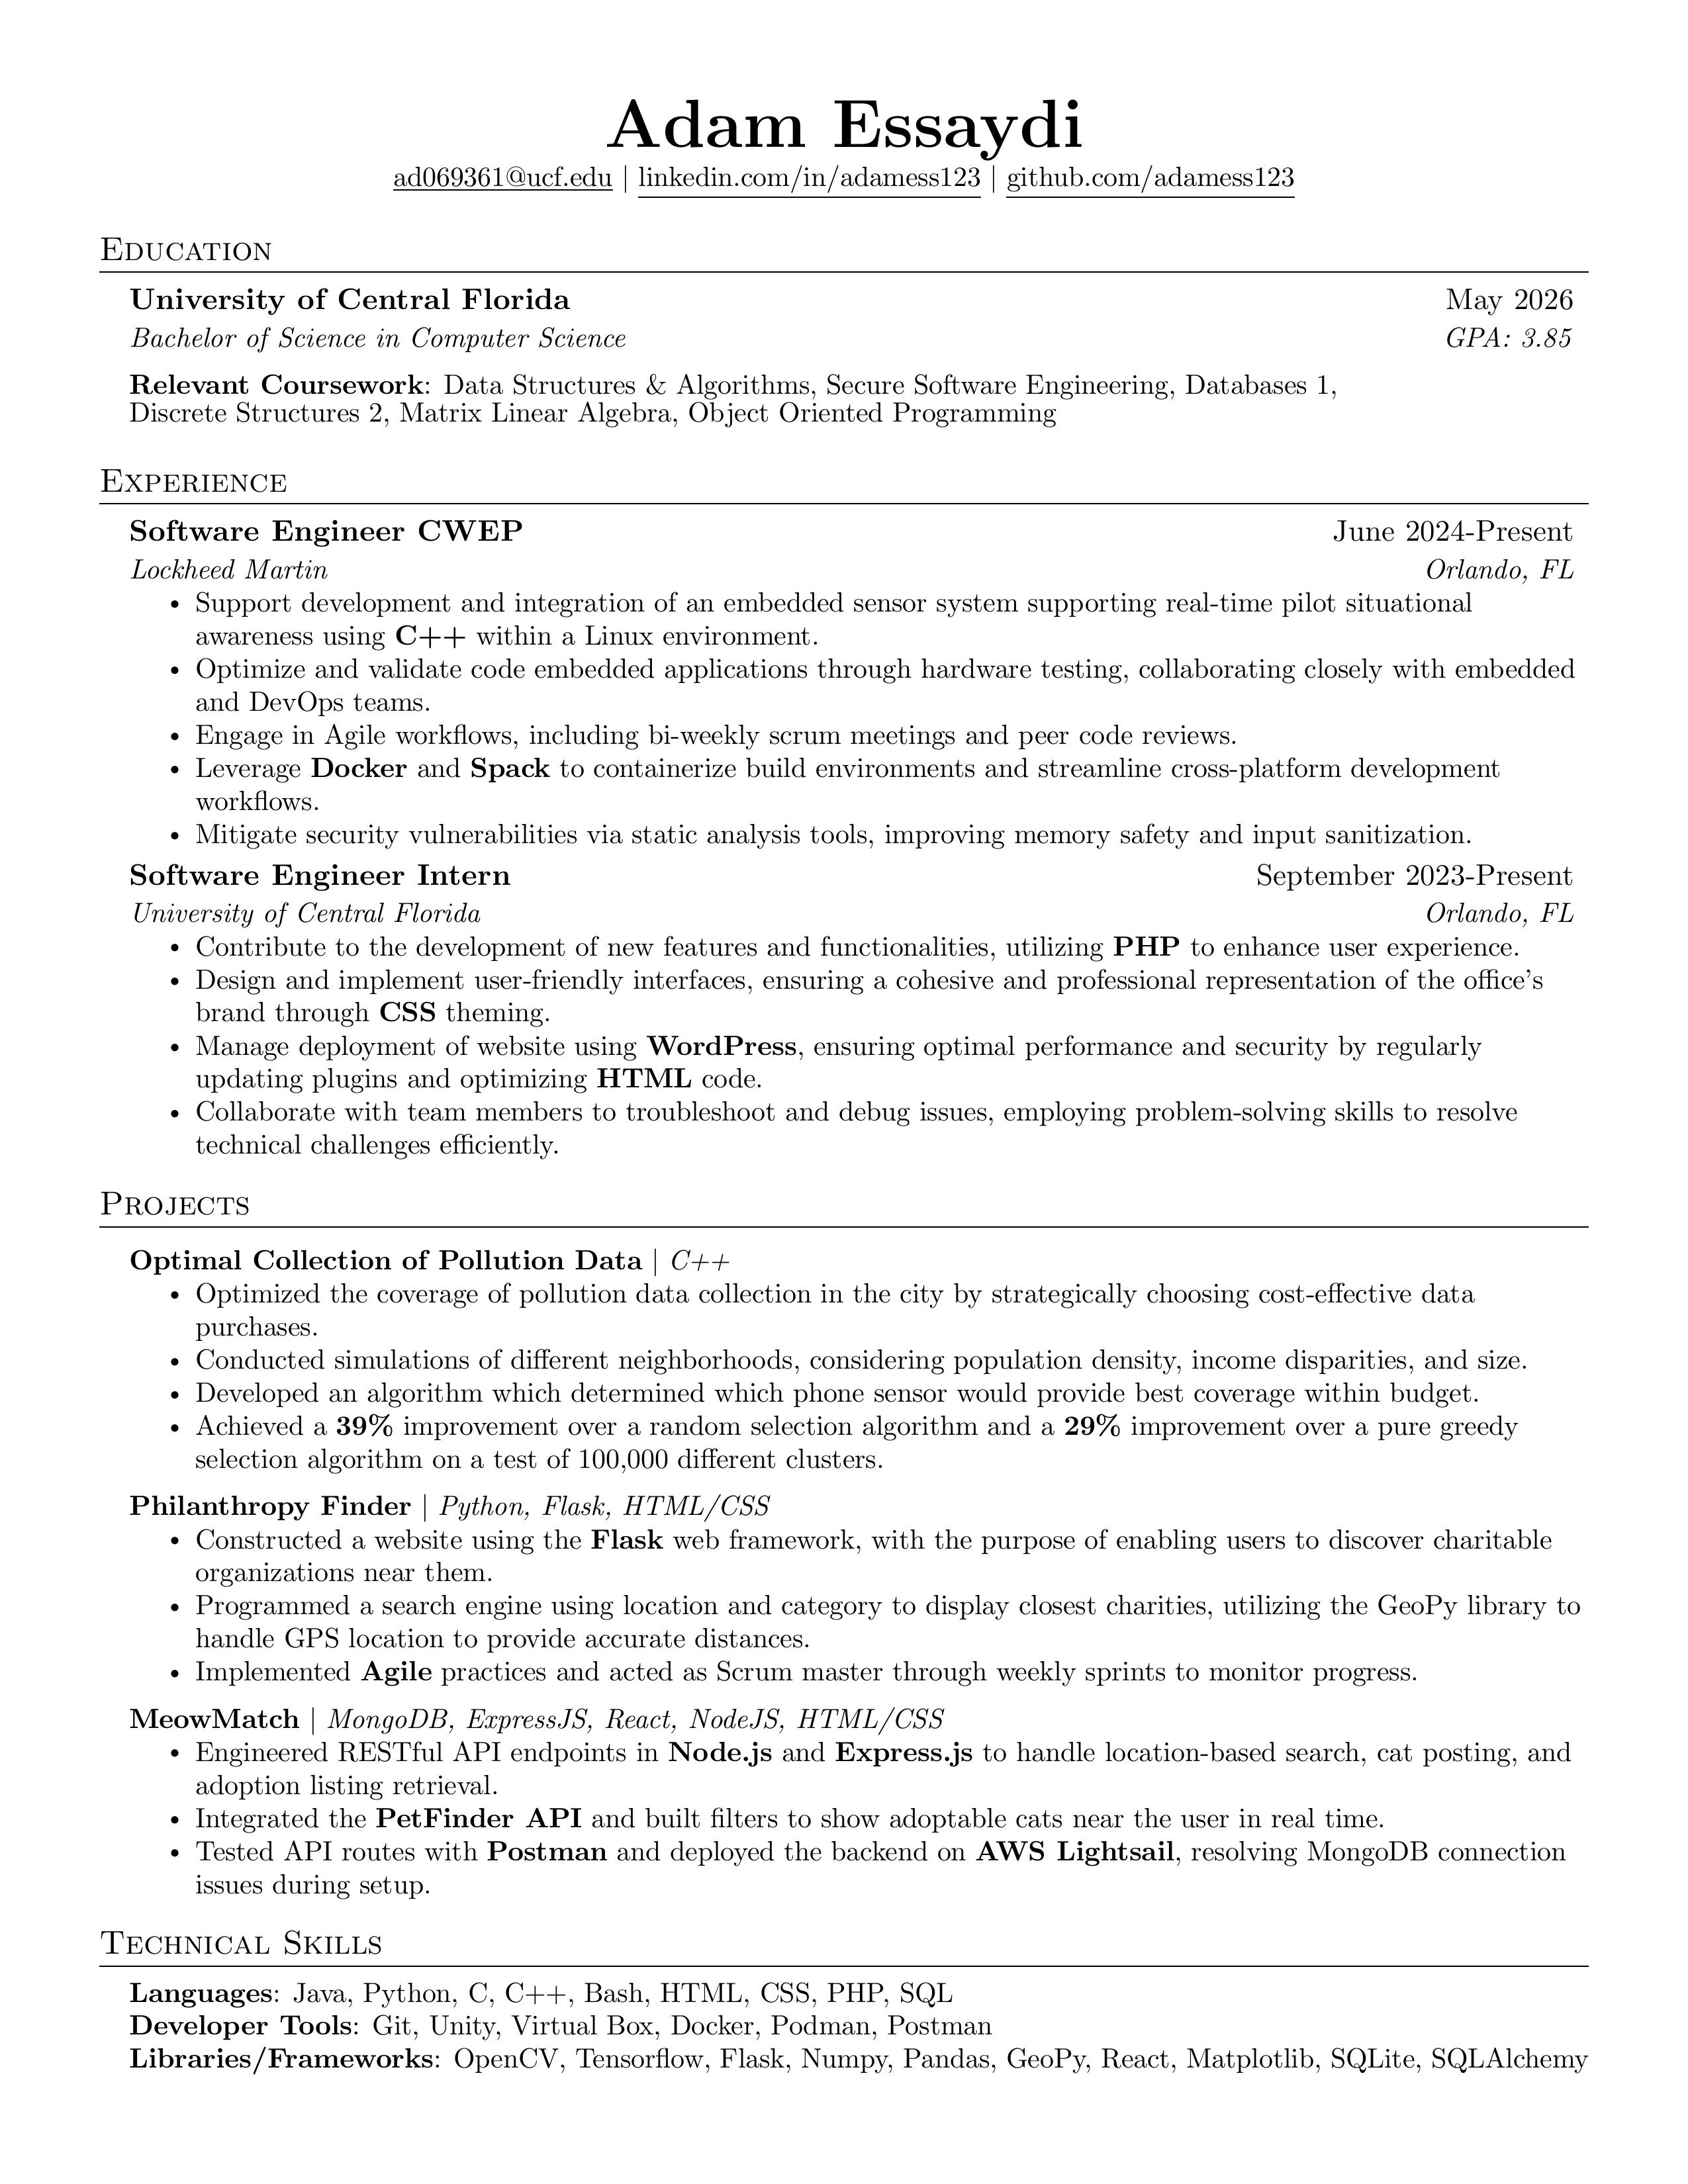 Adam Essaydi
ad069361@ucf.edu | linkedin.com/in/adamess123 | github.com/adamess123
Education
University of Central Florida May 2026
Bachelor of Science in Computer Science GPA: 3.85
Relevant Coursework: Data Structures & Algorithms, Secure Software Engineering, Databases 1,
Discrete Structures 2, Matrix Linear Algebra, Object Oriented Programming
Experience
Software Engineer CWEP June 2024-Present
Lockheed Martin Orlando, FL
• Support development and integration of an embedded sensor system supporting real-time pilot situational
awareness using C++ within a Linux environment.
• Optimize and validate code embedded applications through hardware testing, collaborating closely with embedded
and DevOps teams.
• Engage in Agile workflows, including bi-weekly scrum meetings and peer code reviews.
• Leverage Docker and Spack to containerize build environments and streamline cross-platform development
workflows.
• Mitigate security vulnerabilities via static analysis tools, improving memory safety and input sanitization.
Software Engineer Intern September 2023-Present
University of Central Florida Orlando, FL
• Contribute to the development of new features and functionalities, utilizing PHP to enhance user experience.
• Design and implement user-friendly interfaces, ensuring a cohesive and professional representation of the office's
brand through CSS theming.
• Manage deployment of website using WordPress, ensuring optimal performance and security by regularly
updating plugins and optimizing HTML code.
• Collaborate with team members to troubleshoot and debug issues, employing problem-solving skills to resolve
technical challenges efficiently.
Projects
Optimal Collection of Pollution Data | C++
• Optimized the coverage of pollution data collection in the city by strategically choosing cost-effective data
purchases.
• Conducted simulations of different neighborhoods, considering population density, income disparities, and size.
• Developed an algorithm which determined which phone sensor would provide best coverage within budget.
• Achieved a 39% improvement over a random selection algorithm and a 29% improvement over a pure greedy
selection algorithm on a test of 100,000 different clusters.
Philanthropy Finder | Python, Flask, HTML/CSS
• Constructed a website using the Flask web framework, with the purpose of enabling users to discover charitable
organizations near them.
• Programmed a search engine using location and category to display closest charities, utilizing the GeoPy library to
handle GPS location to provide accurate distances.
• Implemented Agile practices and acted as Scrum master through weekly sprints to monitor progress.
MeowMatch | MongoDB, ExpressJS, React, NodeJS, HTML/CSS
• Engineered RESTful API endpoints in Node.js and Express.js to handle location-based search, cat posting, and
adoption listing retrieval.
• Integrated the PetFinder API and built filters to show adoptable cats near the user in real time.
• Tested API routes with Postman and deployed the backend on AWS Lightsail, resolving MongoDB connection
issues during setup.
Technical Skills
Languages: Java, Python, C, C++, Bash, HTML, CSS, PHP, SQL
Developer Tools: Git, Unity, Virtual Box, Docker, Podman, Postman
Libraries/Frameworks: OpenCV, Tensorflow, Flask, Numpy, Pandas, GeoPy, React, Matplotlib, SQLite, SQLAlchemy